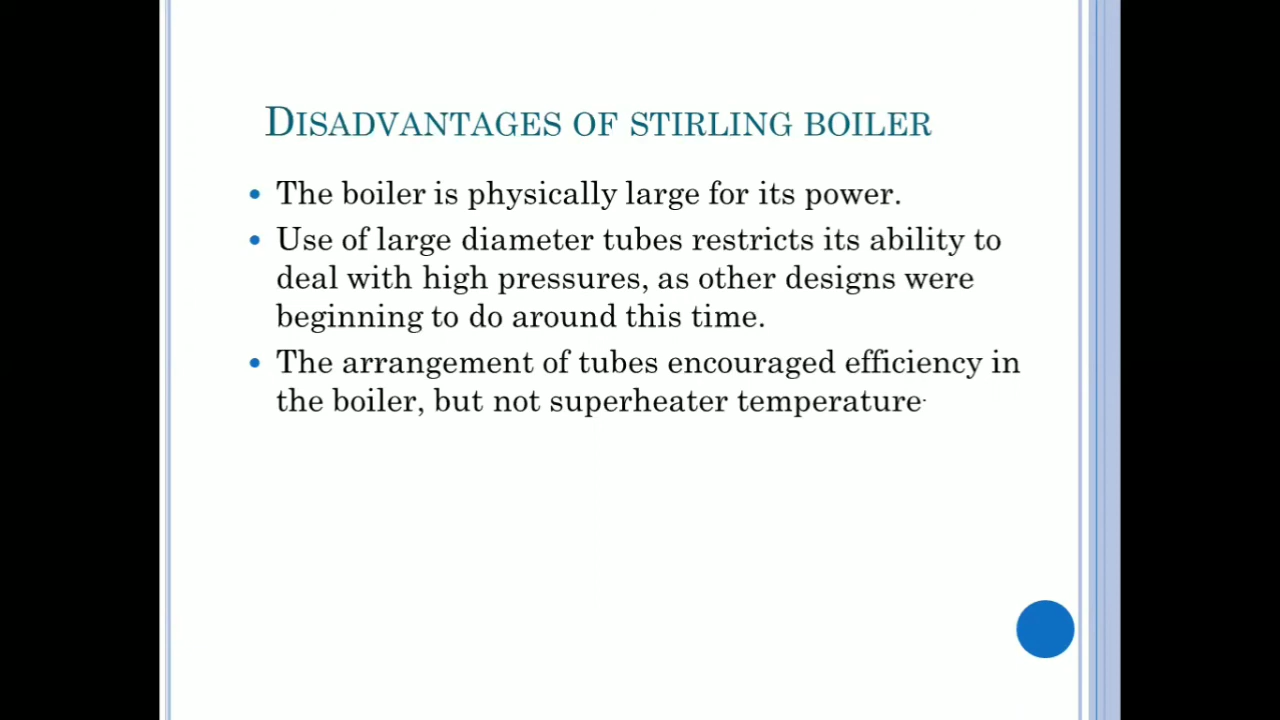 DISADVANTAGES OF STIRLING BOILER
• The boiler is physically large for its power.
• Use of large diameter tubes restricts its ability to
deal with high pressures, as other designs were
beginning to do around this time.
• The arrangement of tubes encouraged efficiency in
the boiler, but not superheater temperature.